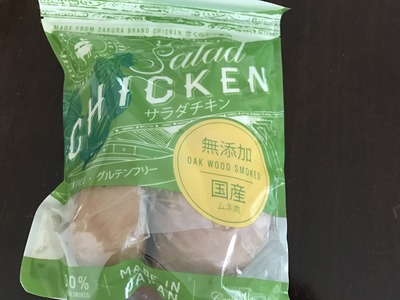 MADE FROM SAKURA BRAND CHICKEN
Salad
CHICKEN
サラダチキン
無添加
OAK WOOD SMOKED
国産
ムネ肉
グルテンフリー
MADE IN
JAPAN